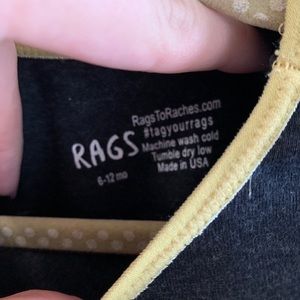 RAGS
6-12 mo
RagsToRaches.com
#tagyourrags
Machine wash cold
Tumble dry low
Made in USA